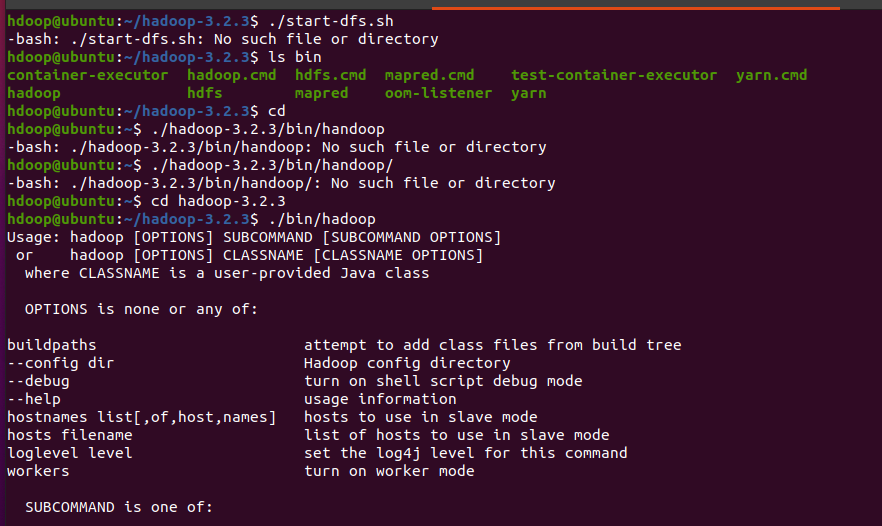 hdoop@ubuntu:~/hadoop-3.2.3$ ./start-dfs.sh
-bash: ./start-dfs.sh: No such file or directory
hdoop@ubuntu:~/hadoop-3.2.3$ ls bin
container-executor  hadoop.cmd  hdfs.cmd  mapred.cmd    test-container-executor  yarn.cmd
hadoop              hdfs        mapred    oom-listener  yarn
hdoop@ubuntu:~/hadoop-3.2.3$ cd
hdoop@ubuntu:~$ ./hadoop-3.2.3/bin/handoop
-bash: ./hadoop-3.2.3/bin/handoop: No such file or directory
hdoop@ubuntu:~$ ./hadoop-3.2.3/bin/handoop/
-bash: ./hadoop-3.2.3/bin/handoop/: No such file or directory
hdoop@ubuntu:~$ cd hadoop-3.2.3
hdoop@ubuntu:~/hadoop-3.2.3$ ./bin/hadoop
Usage: hadoop [OPTIONS] SUBCOMMAND [SUBCOMMAND OPTIONS]
 or    hadoop [OPTIONS] CLASSNAME [CLASSNAME OPTIONS]
  where CLASSNAME is a user-provided Java class
  OPTIONS is none or any of:
buildpaths                       attempt to add class files from build tree
--config dir                     Hadoop config directory
--debug                          turn on shell script debug mode
--help                           usage information
hostnames list[,of,host,names]   hosts to use in slave mode
hosts filename                   list of hosts to use in slave mode
loglevel level                   set the log4j level for this command
workers                          turn on worker mode
  SUBCOMMAND is one of: